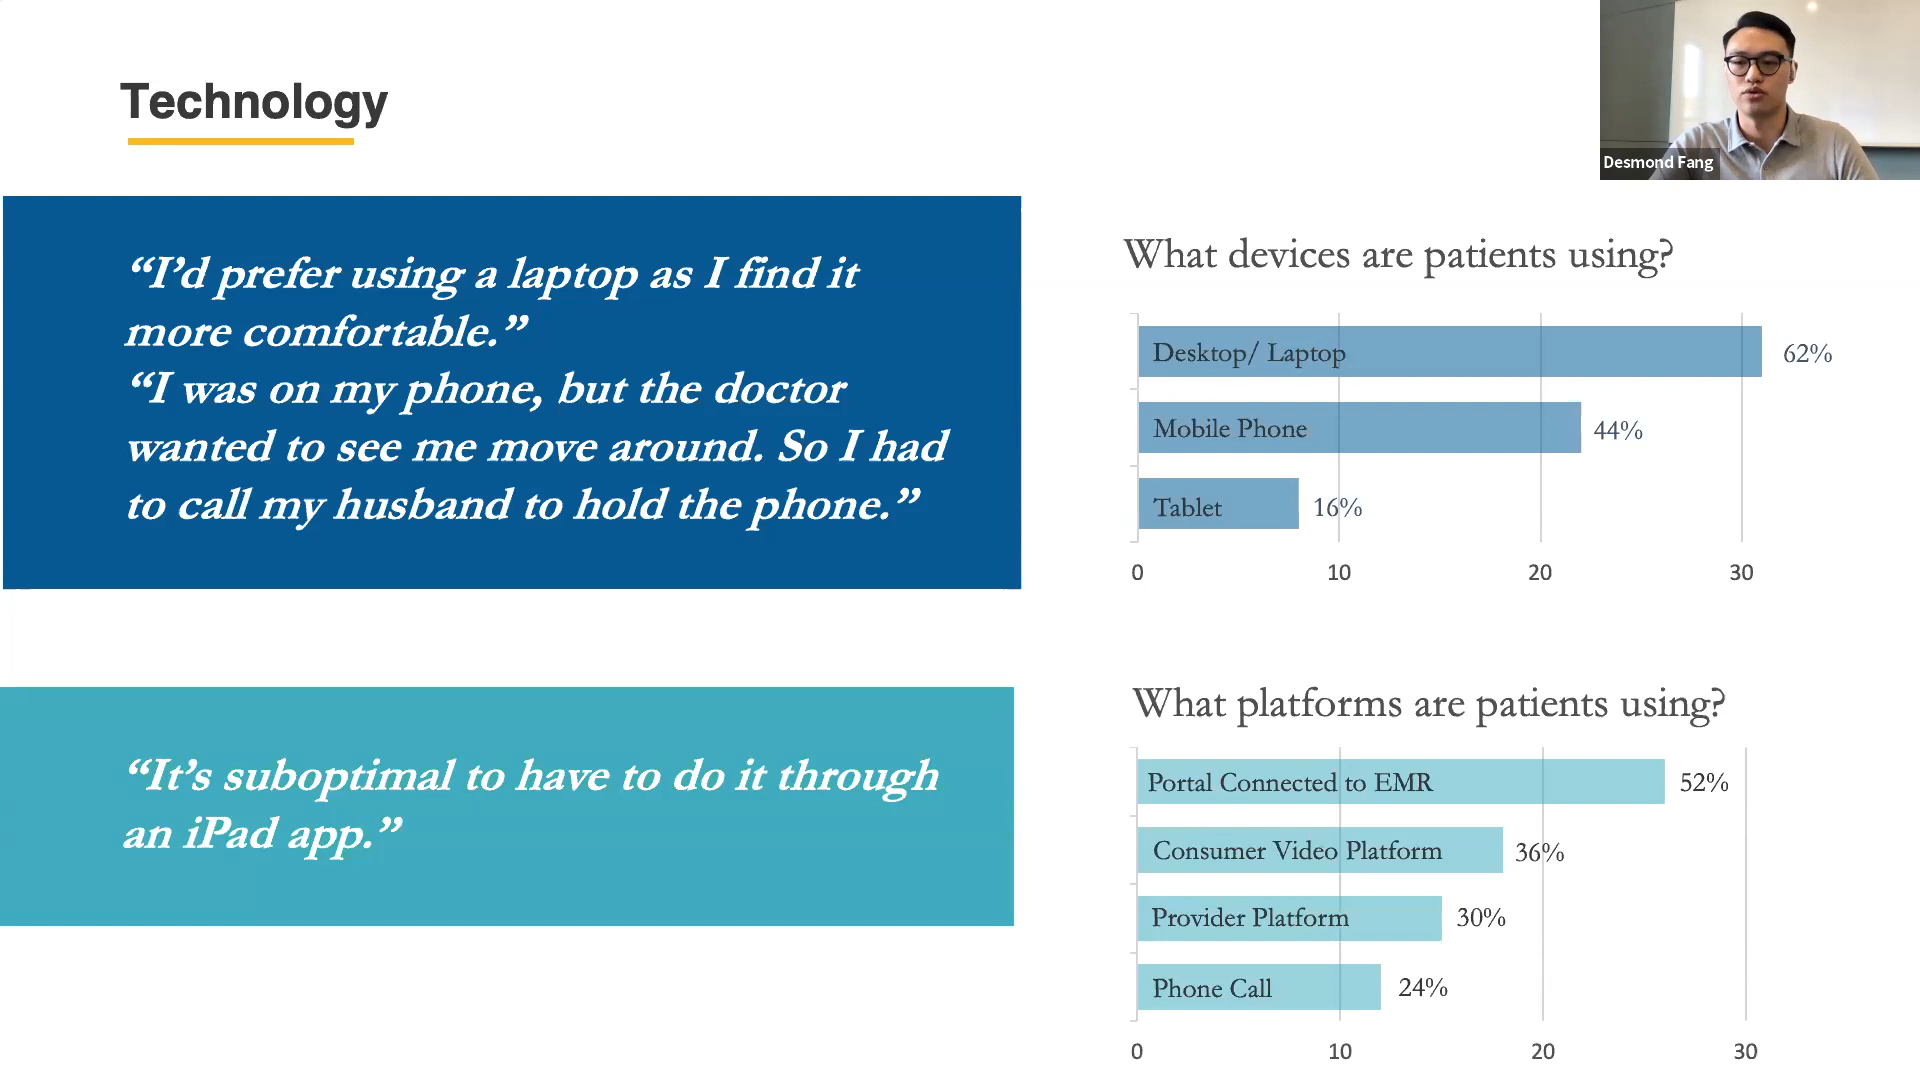 Technology
Desmond Fang
“I’d prefer using a laptop as I find it
more comfortable.”
“I was on my phone, but the doctor
wanted to see me move around. So I had
to call my husband to hold the phone.”
What devices are patients using?
Desktop/ Laptop 62%
Mobile Phone 44%
Tablet 16%
0 10 20 30
“It’s suboptimal to have to do it through
an iPad app.”
What platforms are patients using?
Portal Connected to EMR 52%
Consumer Video Platform 36%
Provider Platform 30%
Phone Call 24%
0 10 20 30